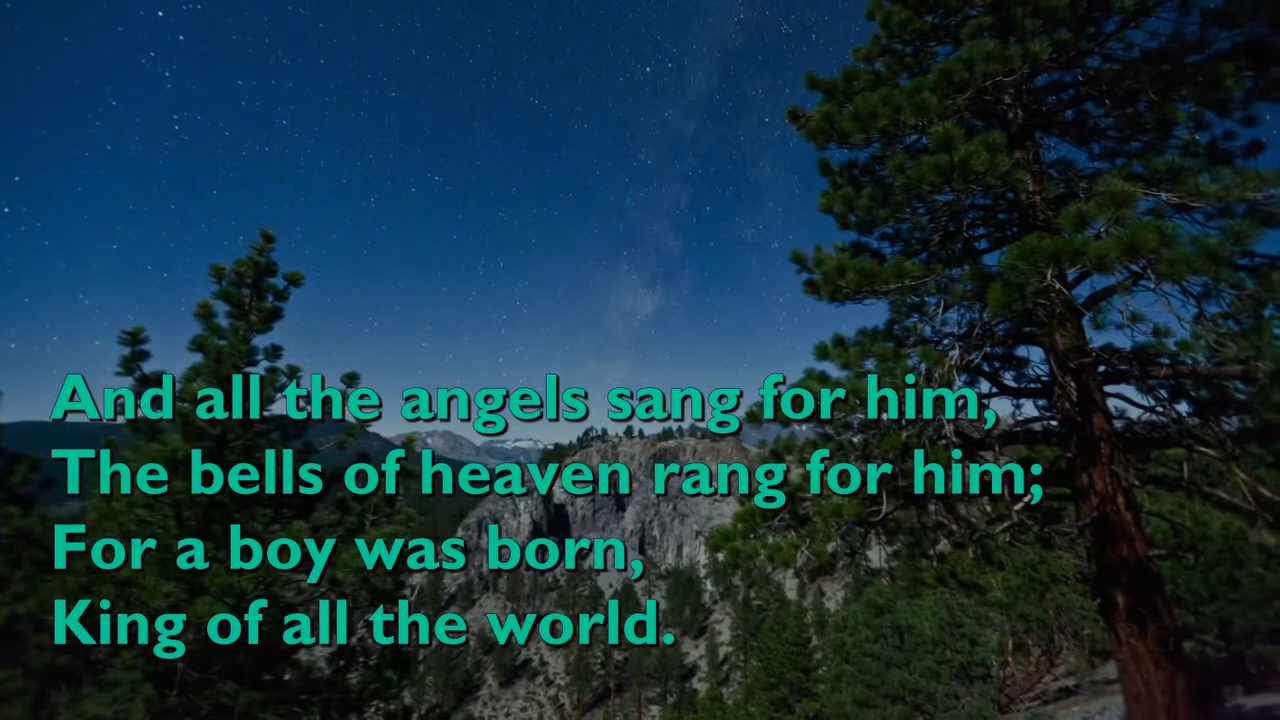 And all the angels sang for him,
The bells of heaven rang for him;
For a boy was born,
King of all the world.